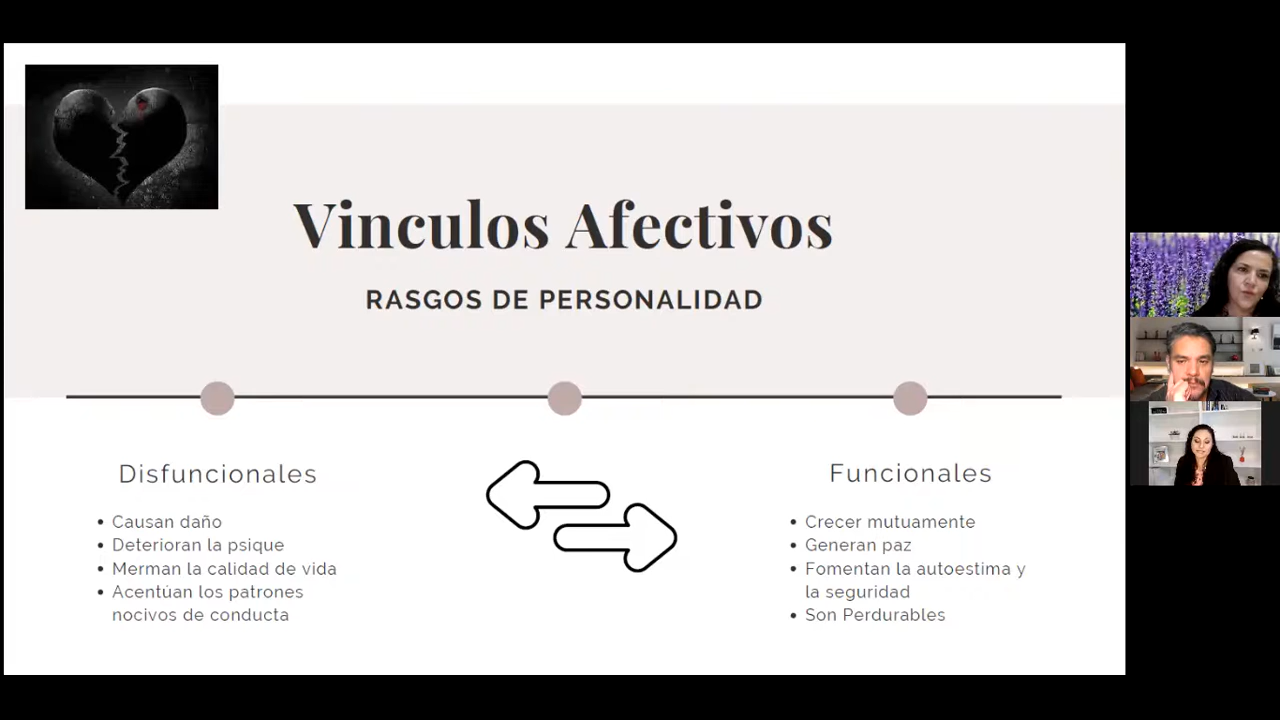 Vinculos Afectivos
RASGOS DE PERSONALIDAD
Disfuncionales
• Causan daño
• Deterioran la psique
• Merman la calidad de vida
• Acentúan los patrones
nocivos de conducta
Funcionales
• Crecer mutuamente
• Generan paz
• Fomentan la autoestima y
la seguridad
• Son Perdurables